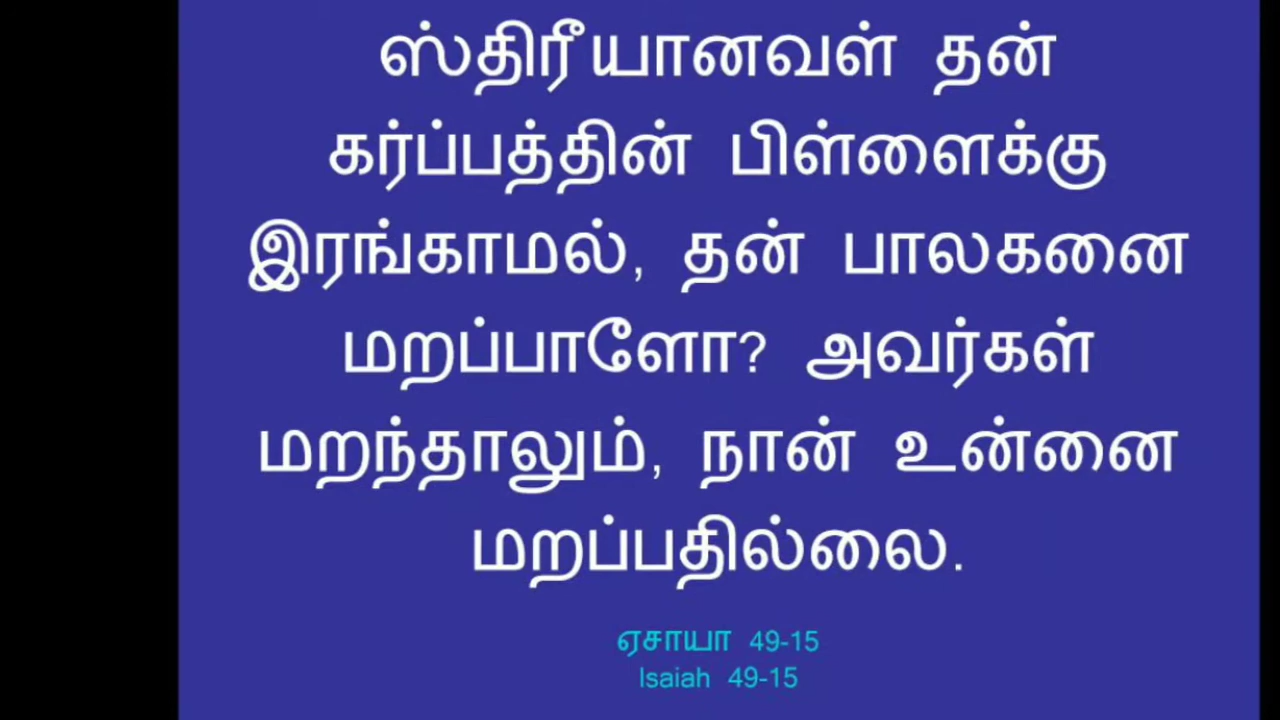 ஸ்திரீயானவள் தன்
கர்ப்பத்தின் பிள்ளைக்கு
இரங்காமல், தன் பாலகனை
மறப்பாளோ? அவர்கள்
மறந்தாலும், நான் உன்னை
மறப்பதில்லை.
ஏசாயா 49-15
Isaiah 49-15